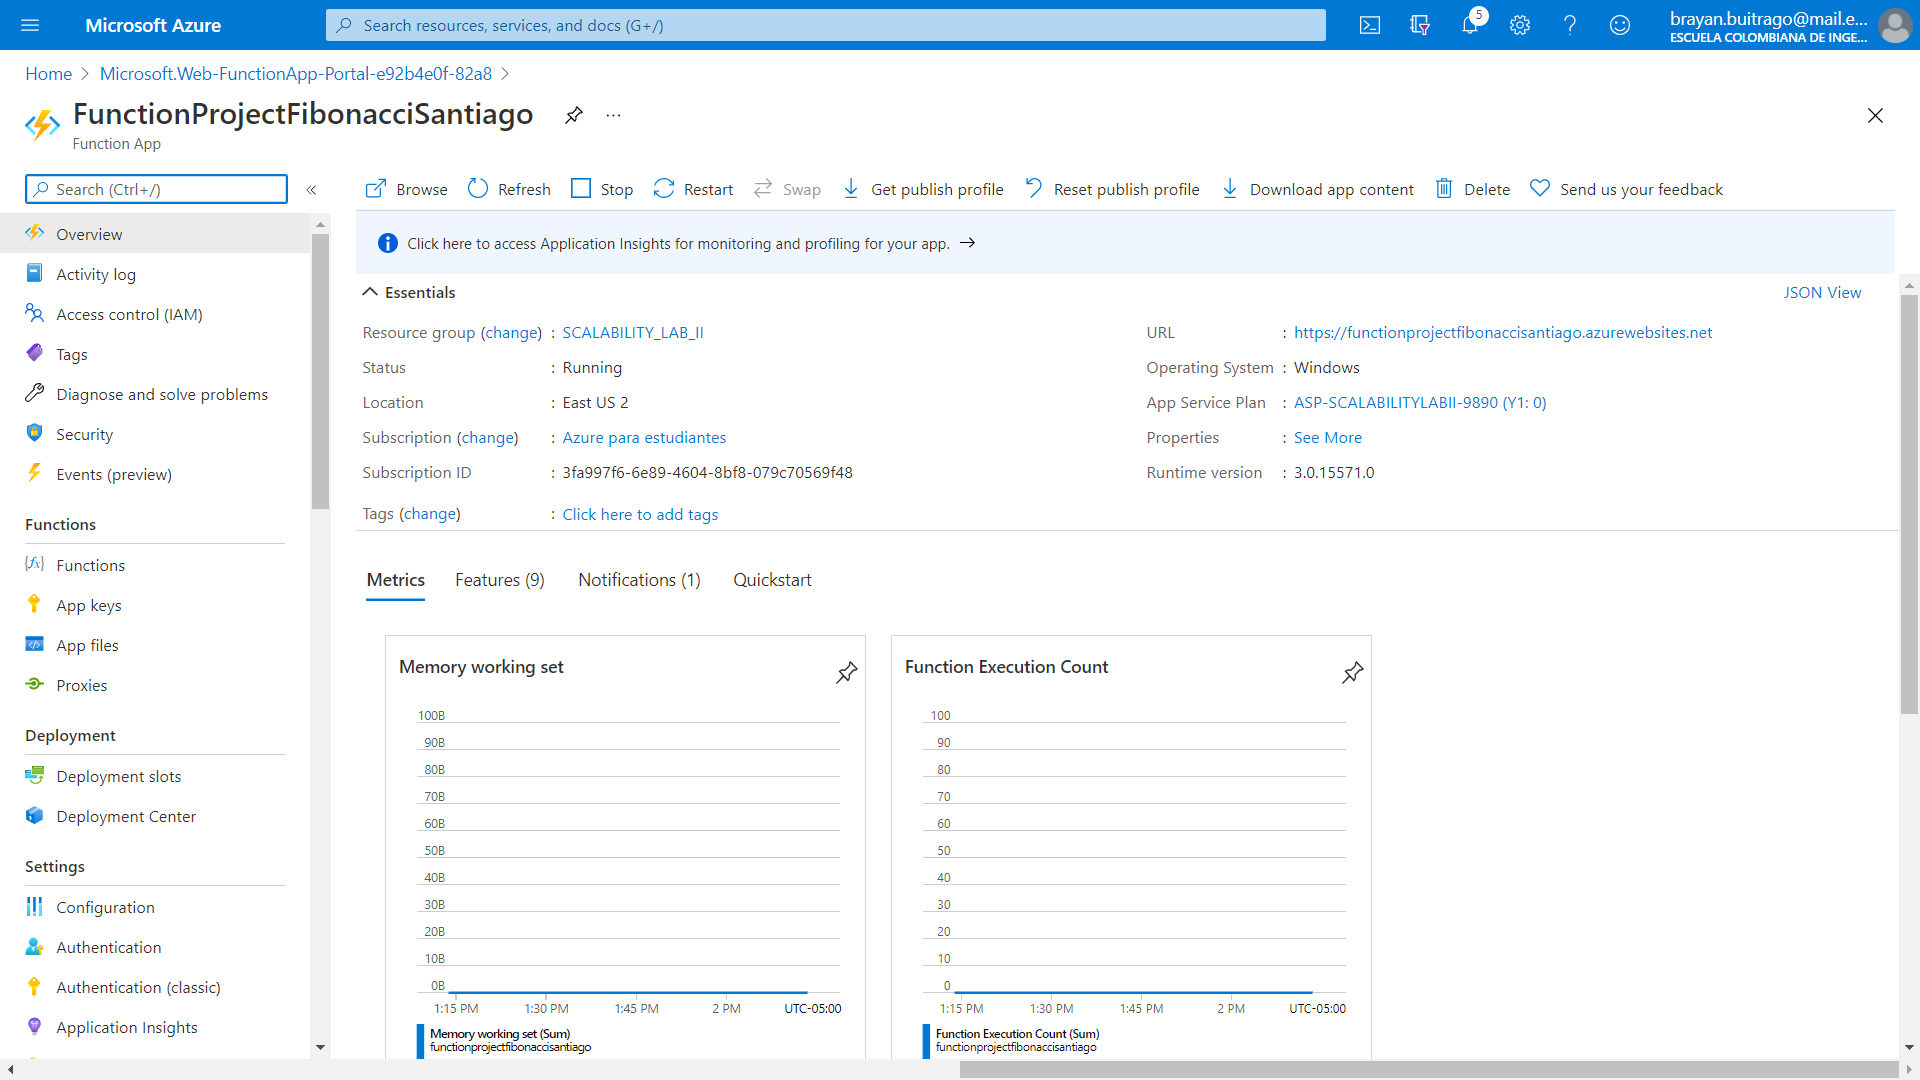 Microsoft Azure
Search resources, services, and docs (G+/)
5
brayan.buitrago@mail.e...
ESCUELA COLOMBIANA DE INGE...
Home
Microsoft.Web-FunctionApp-Portal-e92b4e0f-82a8
FunctionProjectFibonacciSantiago
...
Function App
Search (Ctrl+/)
«
Browse
Refresh
Stop
Restart
Swap
Get publish profile
Reset publish profile
Download app content
Delete
Send us your feedback
Overview
Activity log
Access control (IAM)
Tags
Diagnose and solve problems
Security
Events (preview)
Functions
Functions
App keys
App files
Proxies
Deployment
Deployment slots
Deployment Center
Settings
Configuration
Authentication
Authentication (classic)
Application Insights
Click here to access Application Insights for monitoring and profiling for your app.
Essentials
JSON View
Resource group (change) : SCALABILITY_LAB_II
Status : Running
Location : East US 2
Subscription (change) : Azure para estudiantes
Subscription ID : 3fa997f6-6e89-4604-8bf8-079c70569f48
Tags (change) : Click here to add tags
URL : https://functionprojectfibonaccisantiago.azurewebsites.net
Operating System : Windows
App Service Plan : ASP-SCALABILITYLABII-9890 (Y1: 0)
Properties : See More
Runtime version : 3.0.15571.0
Metrics
Features (9)
Notifications (1)
Quickstart
Memory working set
100B
90B
80B
70B
60B
50B
40B
30B
20B
10B
0B
1:15 PM 1:30 PM 1:45 PM 2 PM UTC-05:00
Memory working set (Sum)
functionprojectfibonaccisantiago
Function Execution Count
100
90
80
70
60
50
40
30
20
10
0
1:15 PM 1:30 PM 1:45 PM 2 PM UTC-05:00
Function Execution Count (Sum)
functionprojectfibonaccisantiago